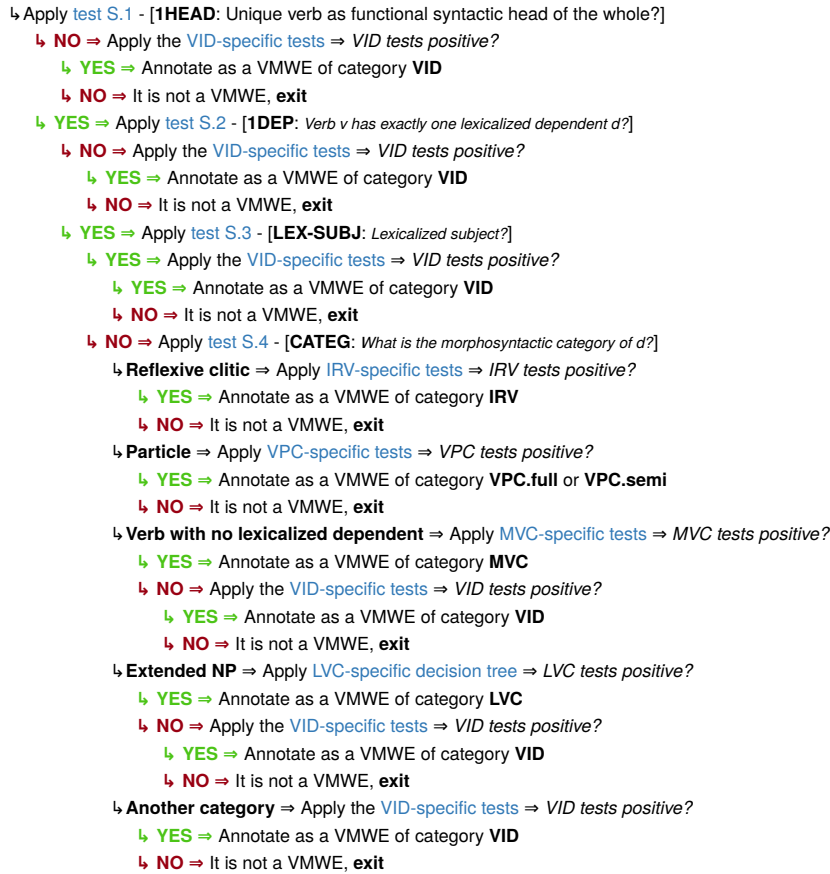 ↳Apply test S.1 - [1HEAD: Unique verb as functional syntactic head of the whole?]
↳ NO ⇒ Apply the VID-specific tests ⇒ VID tests positive?
↳ YES ⇒ Annotate as a VMWE of category VID
↳ NO ⇒ It is not a VMWE, exit
↳ YES ⇒ Apply test S.2 - [1DEP: Verb v has exactly one lexicalized dependent d?]
↳ NO ⇒ Apply the VID-specific tests ⇒ VID tests positive?
↳ YES ⇒ Annotate as a VMWE of category VID
↳ NO ⇒ It is not a VMWE, exit
↳ YES ⇒ Apply test S.3 - [LEX-SUBJ: Lexicalized subject?]
↳ YES ⇒ Apply the VID-specific tests ⇒ VID tests positive?
↳ YES ⇒ Annotate as a VMWE of category VID
↳ NO ⇒ It is not a VMWE, exit
↳ NO ⇒ Apply test S.4 - [CATEG: What is the morphosyntactic category of d?]
↳Reflexive clitic ⇒ Apply IRV-specific tests ⇒ IRV tests positive?
↳ YES ⇒ Annotate as a VMWE of category IRV
↳ NO ⇒ It is not a VMWE, exit
↳Particle ⇒ Apply VPC-specific tests ⇒ VPC tests positive?
↳ YES ⇒ Annotate as a VMWE of category VPC.full or VPC.semi
↳ NO ⇒ It is not a VMWE, exit
↳Verb with no lexicalized dependent ⇒ Apply MVC-specific tests ⇒ MVC tests positive?
↳ YES ⇒ Annotate as a VMWE of category MVC
↳ NO ⇒ Apply the VID-specific tests ⇒ VID tests positive?
↳ YES ⇒ Annotate as a VMWE of category VID
↳ NO ⇒ It is not a VMWE, exit
↳Extended NP ⇒ Apply LVC-specific decision tree ⇒ LVC tests positive?
↳ YES ⇒ Annotate as a VMWE of category LVC
↳ NO ⇒ Apply the VID-specific tests ⇒ VID tests positive?
↳ YES ⇒ Annotate as a VMWE of category VID
↳ NO ⇒ It is not a VMWE, exit
↳Another category ⇒ Apply the VID-specific tests ⇒ VID tests positive?
↳ YES ⇒ Annotate as a VMWE of category VID
↳ NO ⇒ It is not a VMWE, exit